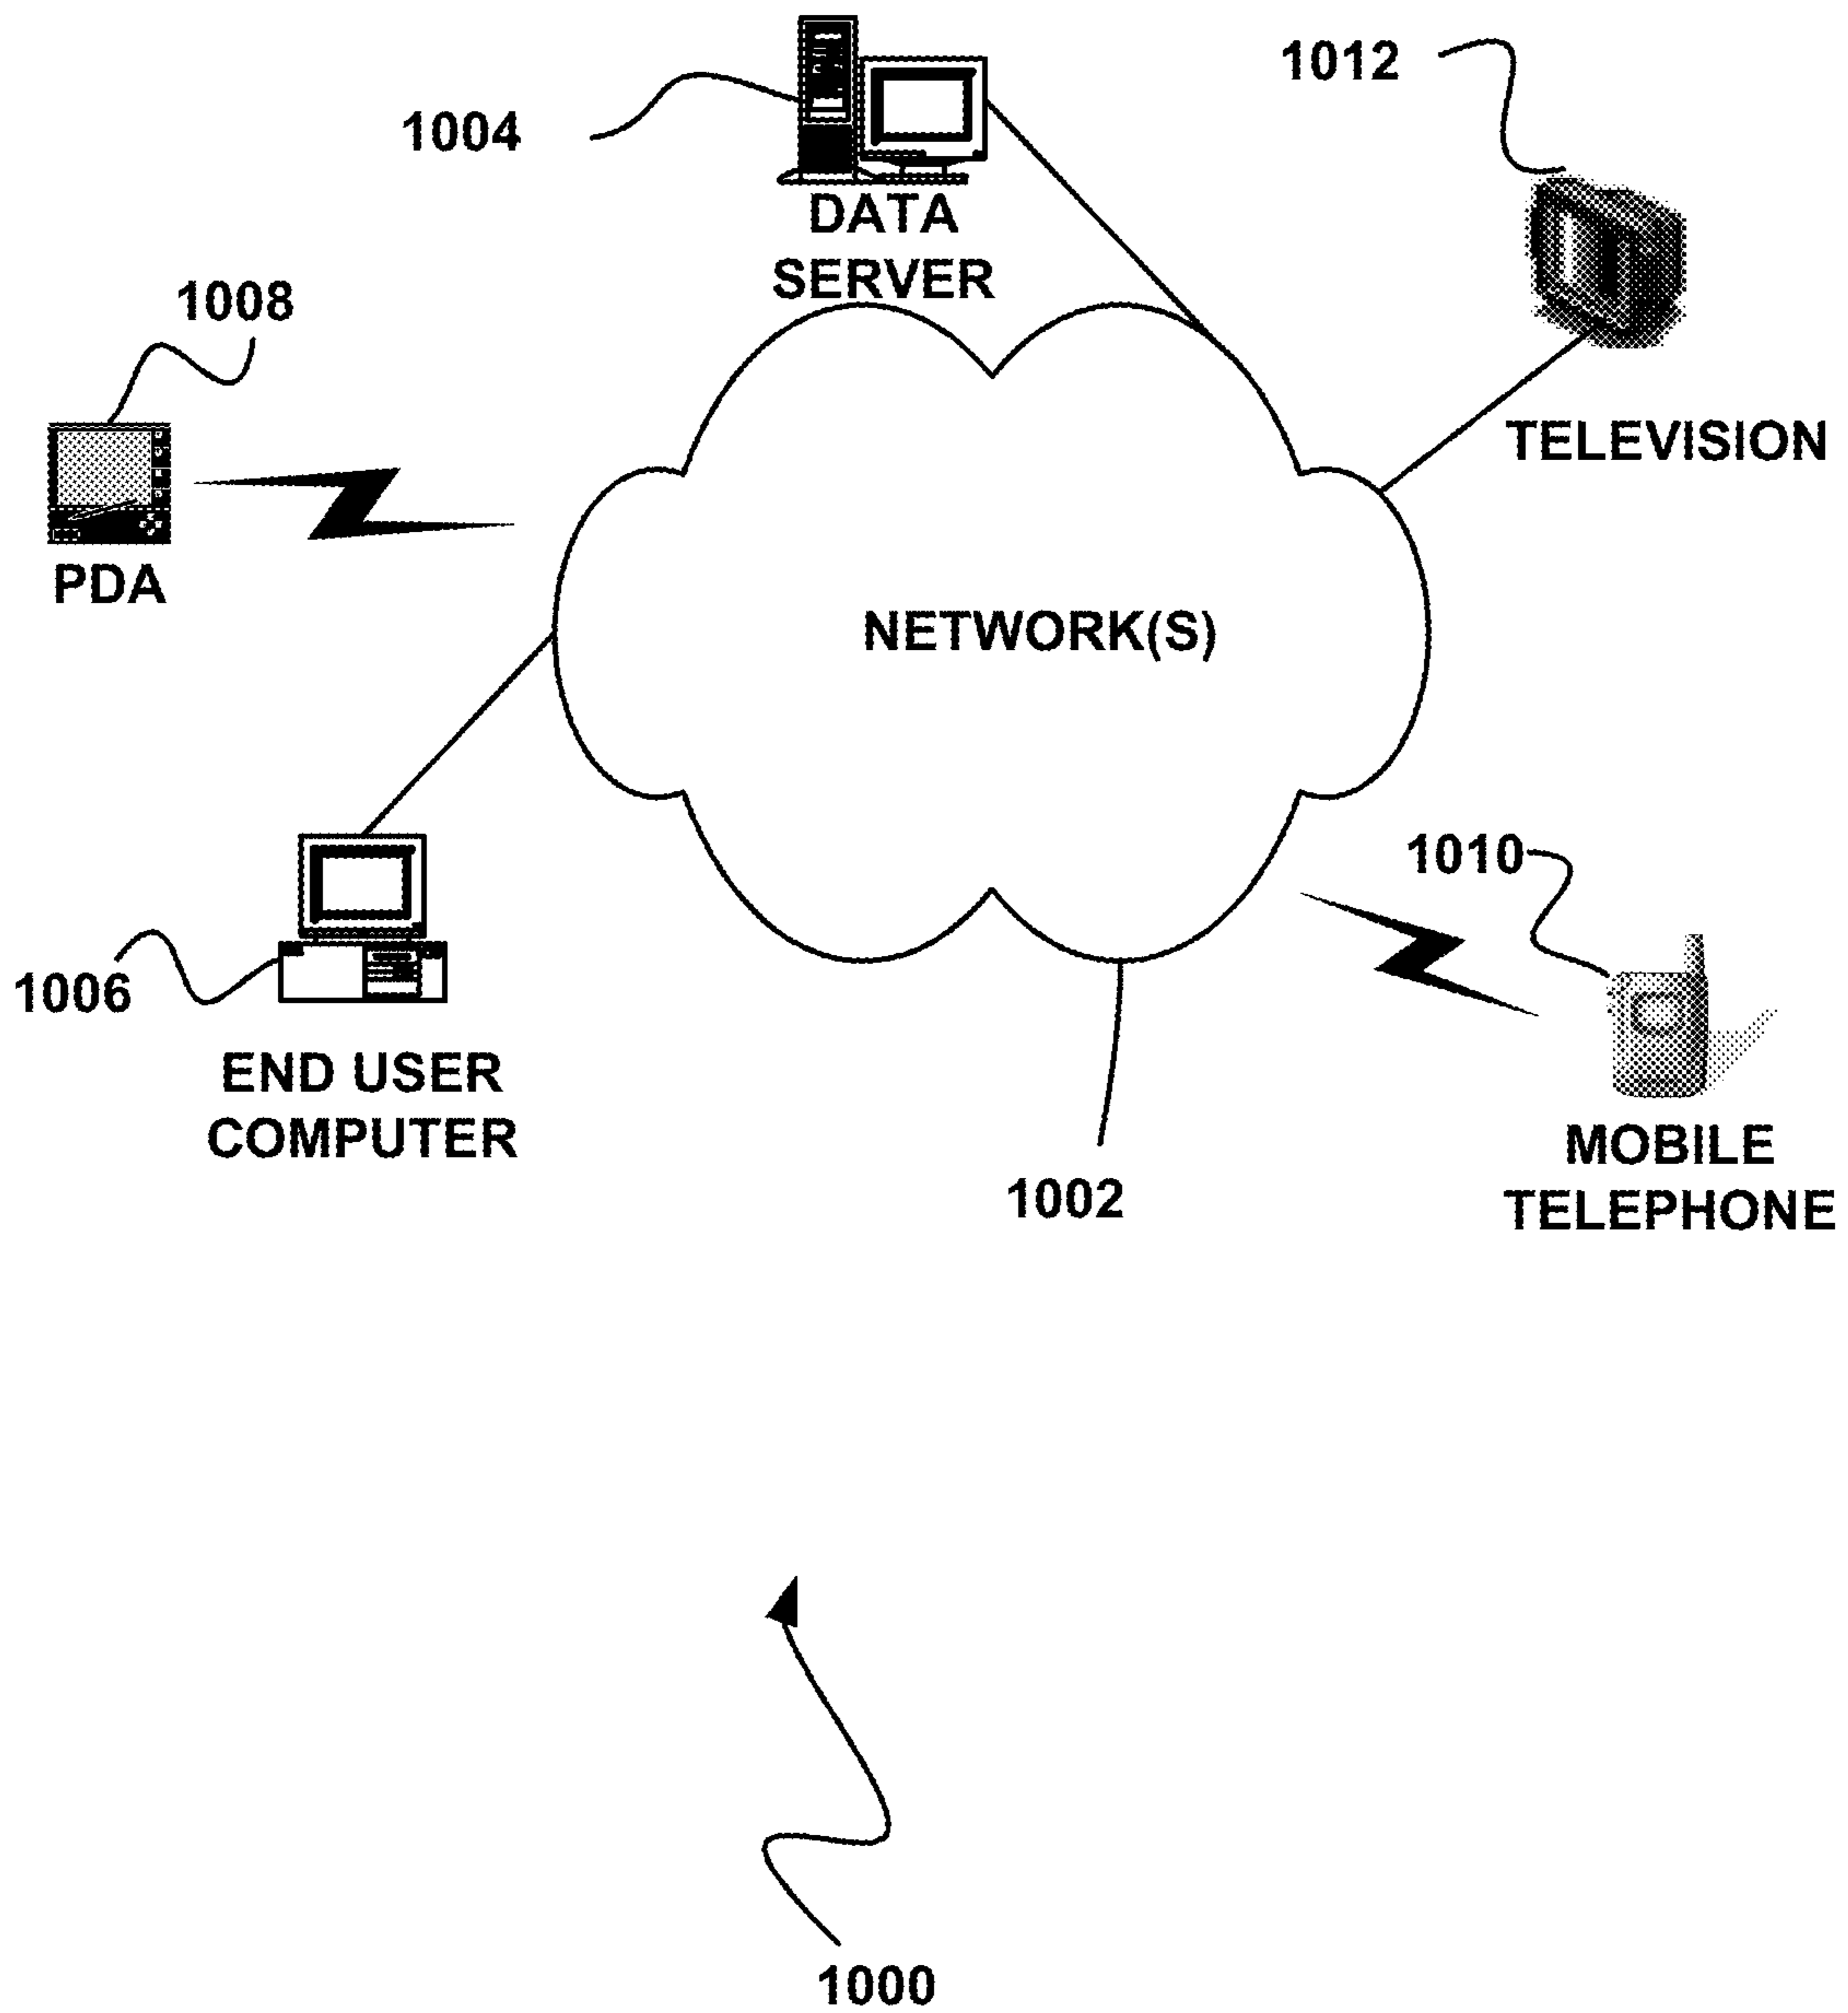 1012
1004
DATA
SERVER
1008
TELEVISION
PDA
NETWORK(S)
1010
1006
END USER
COMPUTER
MOBILE
TELEPHONE
1002
1000